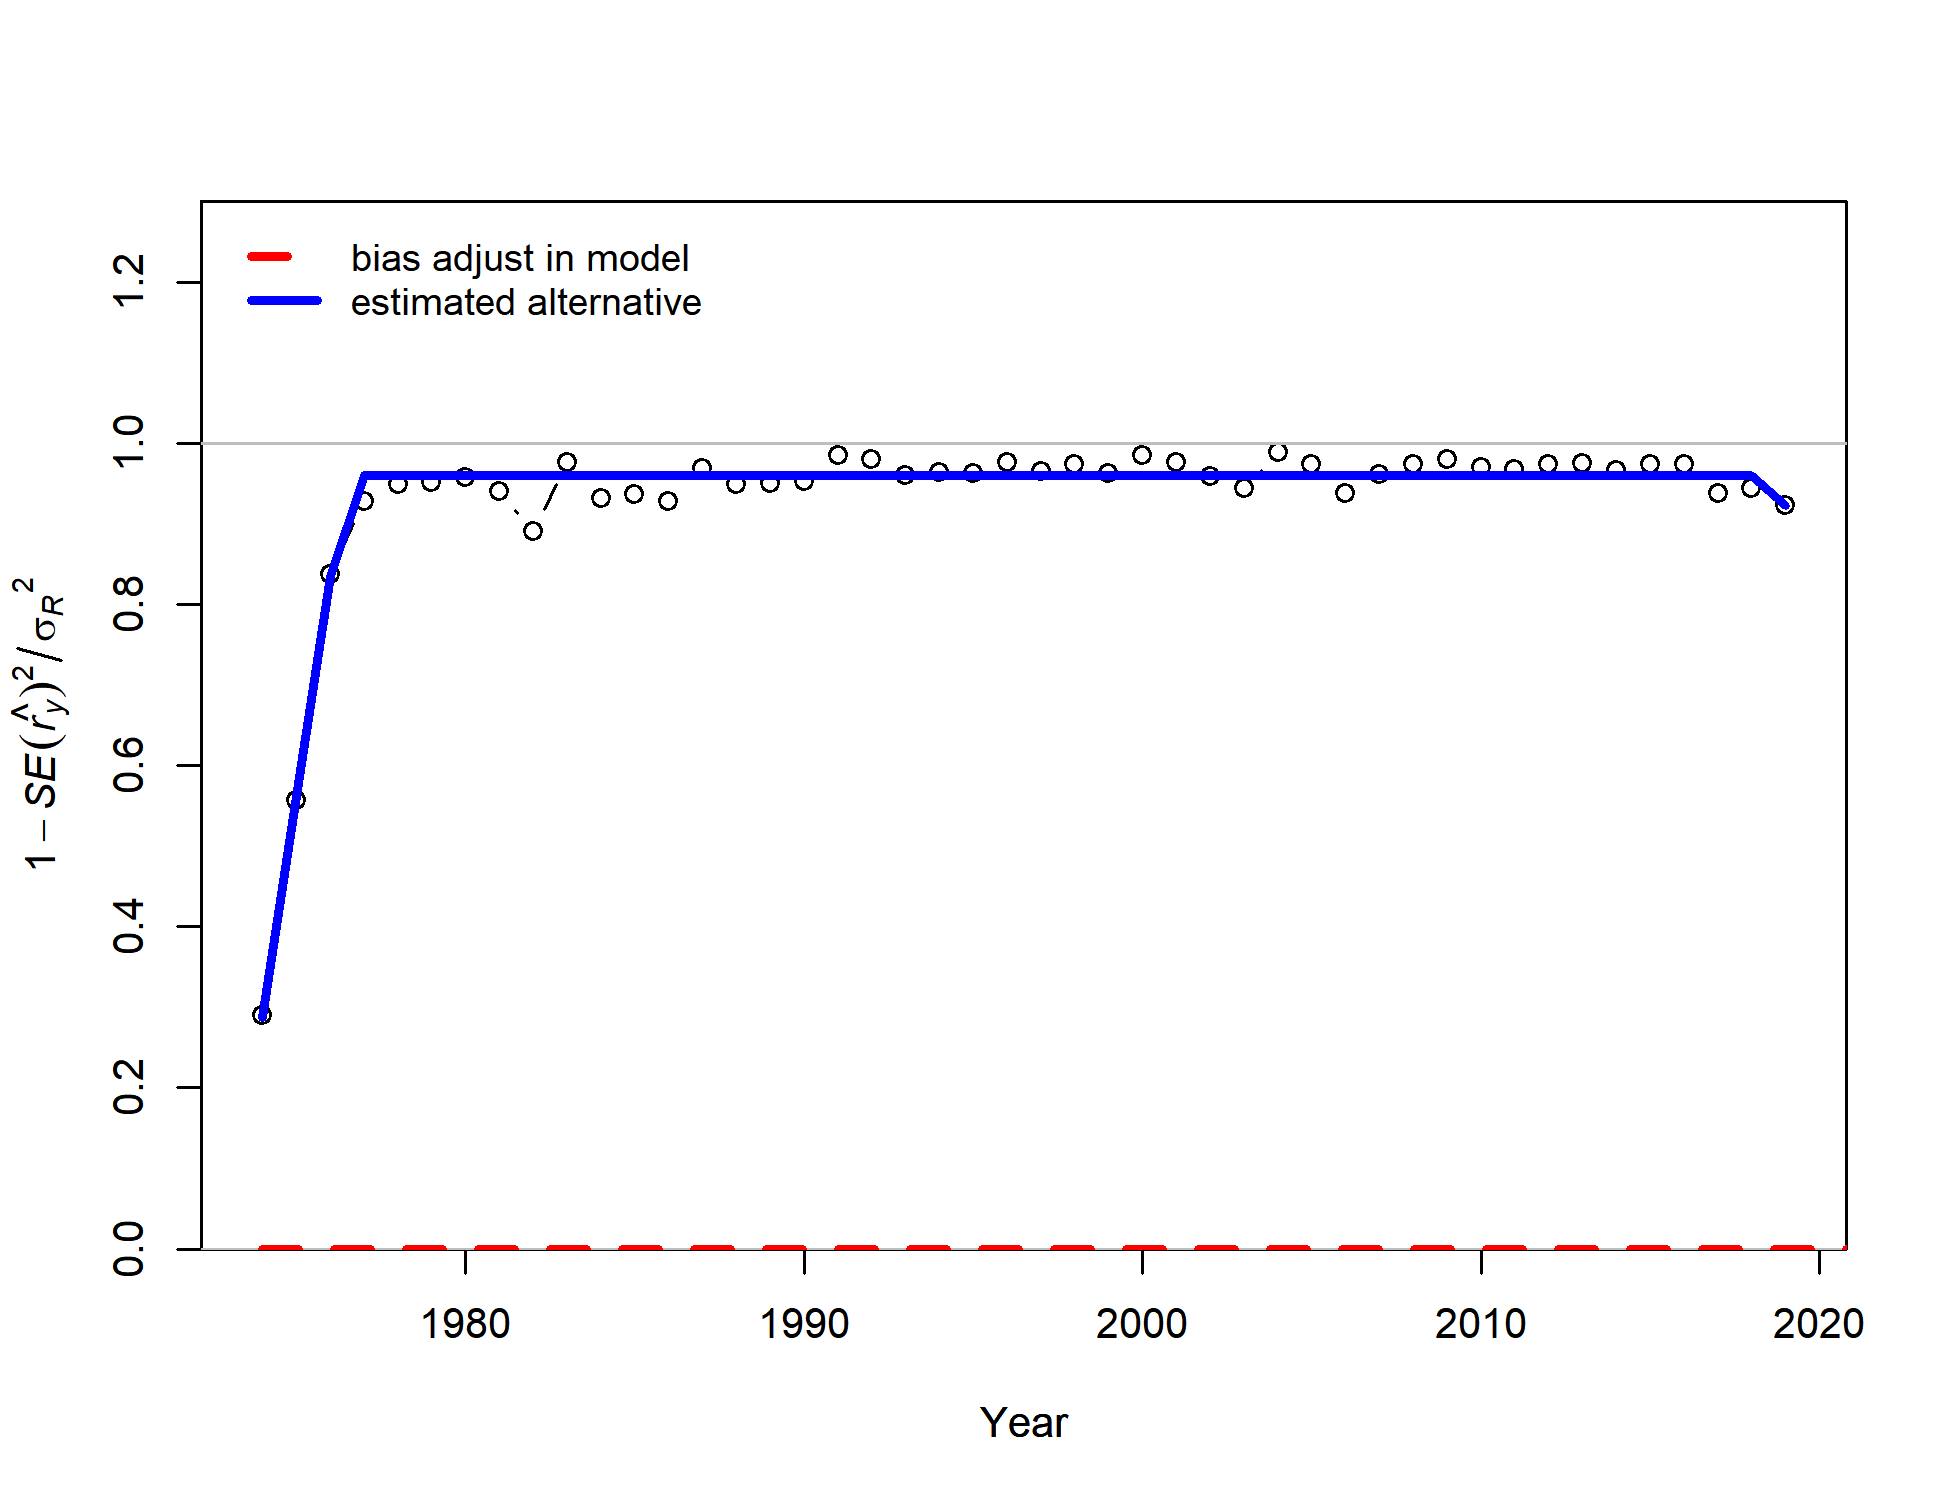 bias adjust in model
estimated alternative
1.2
1.0
0.8
0.6
0.4
0.2
0.0
1 − SE(r̂y)² / σR²
1980 1990 2000 2010 2020
Year